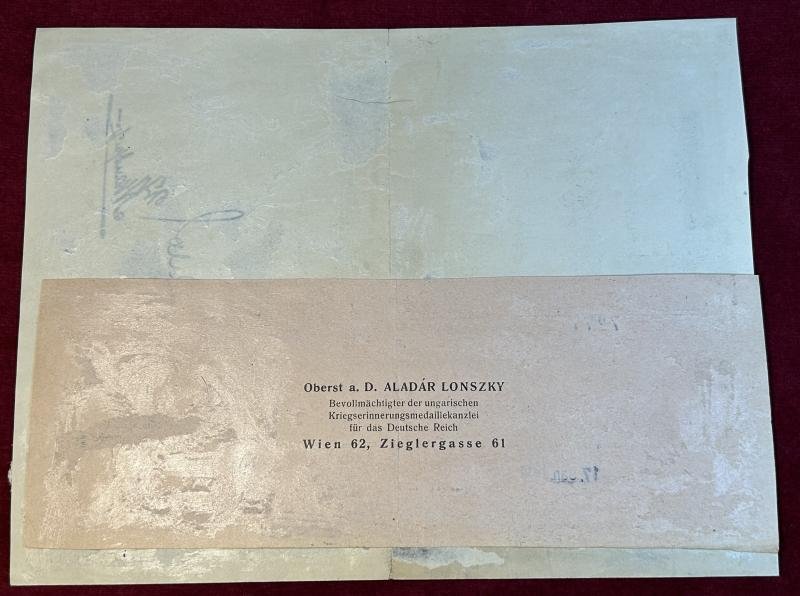 Oberst a. D. ALADÁR LONSZKY
Bevollmächtigter der ungarischen
Kriegserinnerungsmedaillekanzlei
für das Deutsche Reich
Wien 62, Zieglergasse 61